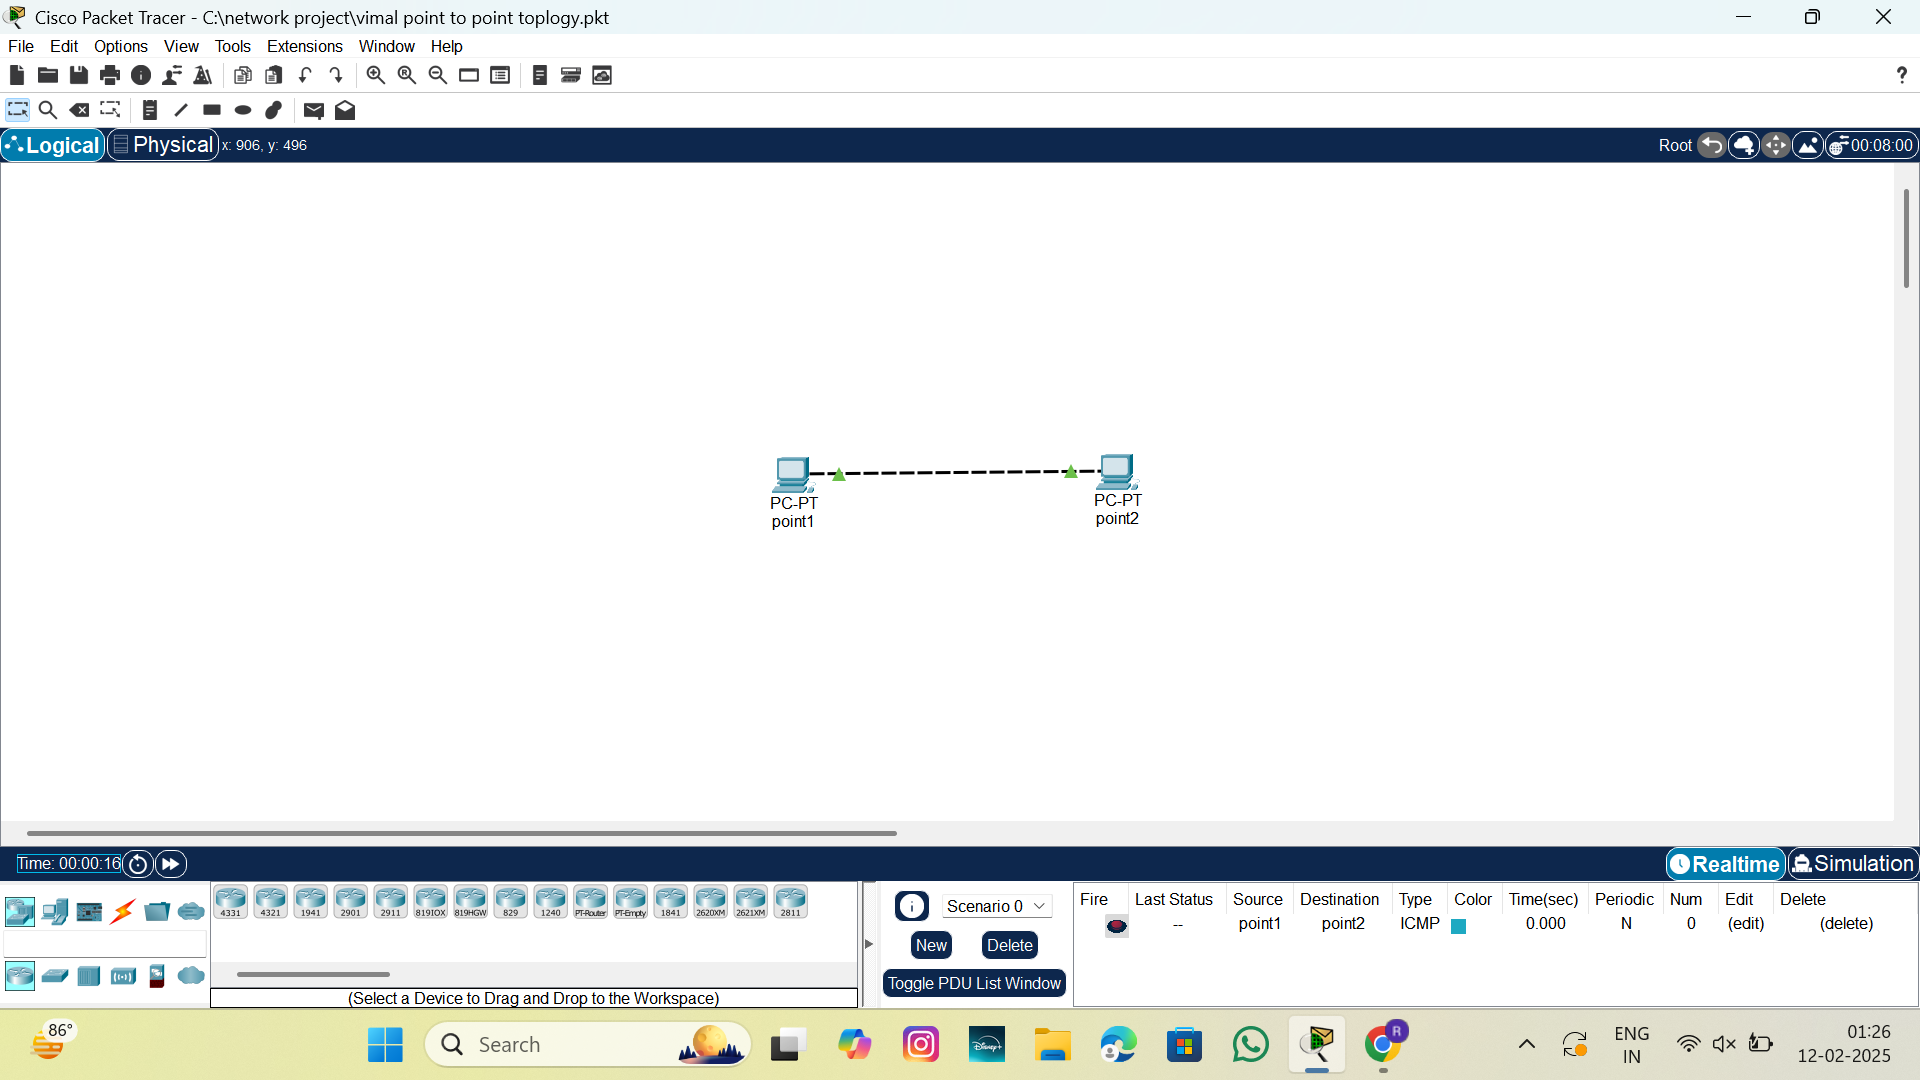 Cisco Packet Tracer - C:\network project\vimal point to point toplogy.pkt
File Edit Options View Tools Extensions Window Help
?
Logical Physical x: 906, y: 496 Root 00:08:00
PC-PT
point1
PC-PT
point2
Time: 00:00:16 Realtime Simulation
4331 4321 1941 2901 2911 819IOX 819HGW 829 1240 PT-Router PT-Empty 1841 2620XM 2621XM 2811
(Select a Device to Drag and Drop to the Workspace)
Scenario 0
New Delete
Toggle PDU List Window
Fire Last Status Source Destination Type Color Time(sec) Periodic Num Edit Delete
-- point1 point2 ICMP 0.000 N 0 (edit) (delete)
86°
Search
Disney+
R
ENG
IN
01:26
12-02-2025